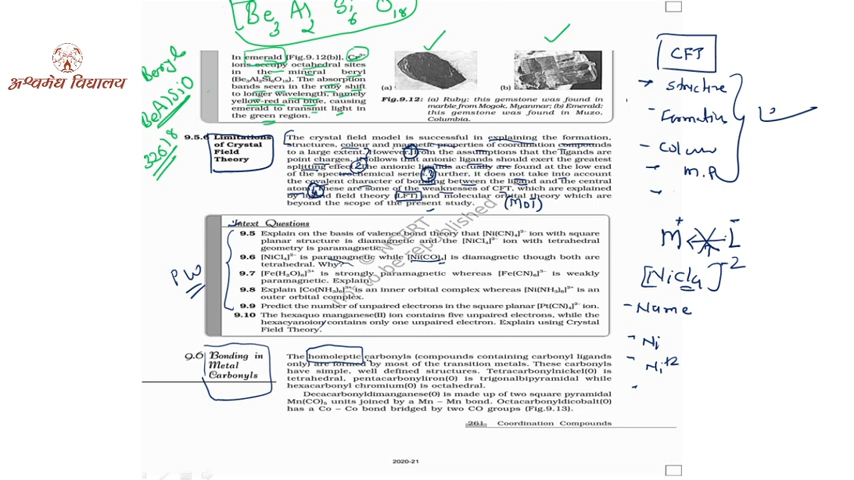 Be3 Al2 Si6 O18
अश्वमेध विद्यालय
Beryl
BeAlSiO
32618
In emerald [Fig.9.12(b)], Cr3+
ions occupy octahedral sites
in the mineral beryl
(Be3Al2Si6O18). The absorption
bands seen in the ruby shift
to longer wavelength, namely
yellow-red and blue, causing
emerald to transmit light in
the green region.
(a) (b)
Fig.9.12: (a) Ruby: this gemstone was found in
marble from Mogok, Myanmar; (b) Emerald:
this gemstone was found in Muzo,
Columbia.
9.5.6 Limitations
of Crystal
Field
Theory
The crystal field model is successful in explaining the formation,
structures, colour and magnetic properties of coordination compounds
to a large extent. However, from the assumptions that the ligands are
point charges, it follows that anionic ligands should exert the greatest
splitting effect. The anionic ligands actually are found at the low end
of the spectrochemical series. Further, it does not take into account
the covalent character of bonding between the ligand and the central
atom. These are some of the weaknesses of CFT, which are explained
by ligand field theory (LFT) and molecular orbital theory which are
beyond the scope of the present study.
(MOT)
Intext Questions
9.5 Explain on the basis of valence bond theory that [Ni(CN)4]2– ion with square
planar structure is diamagnetic and the [NiCl4]2– ion with tetrahedral
geometry is paramagnetic.
9.6 [NiCl4]2– is paramagnetic while [Ni(CO)4] is diamagnetic though both are
tetrahedral. Why?
9.7 [Fe(H2O)6]3+ is strongly paramagnetic whereas [Fe(CN)6]3– is weakly
paramagnetic. Explain.
9.8 Explain [Co(NH3)6]3+ is an inner orbital complex whereas [Ni(NH3)6]2+ is
an outer orbital complex.
9.9 Predict the number of unpaired electrons in the square planar [Pt(CN)4]2– ion.
9.10 The hexaquo manganese(II) ion contains five unpaired electrons, while the
hexacyanoion contains only one unpaired electron. Explain using Crystal
Field Theory.
9.6 Bonding in
Metal
Carbonyls
The homoleptic carbonyls (compounds containing carbonyl ligands
only) are formed by most of the transition metals. These carbonyls
have simple, well defined structures. Tetracarbonylnickel(0) is
tetrahedral, pentacarbonyliron(0) is trigonalbipyramidal while
hexacarbonyl chromium(0) is octahedral.
Decacarbonyldimanganese(0) is made up of two square pyramidal
Mn(CO)5 units joined by a Mn – Mn bond. Octacarbonyldicobalt(0)
has a Co – Co bond bridged by two CO groups (Fig.9.13).
261 Coordination Compounds
2020-21
CFT
Structure
Formation
Colour
M.P
M+ L-
[NiCl4]2
Name
Ni
Ni+2